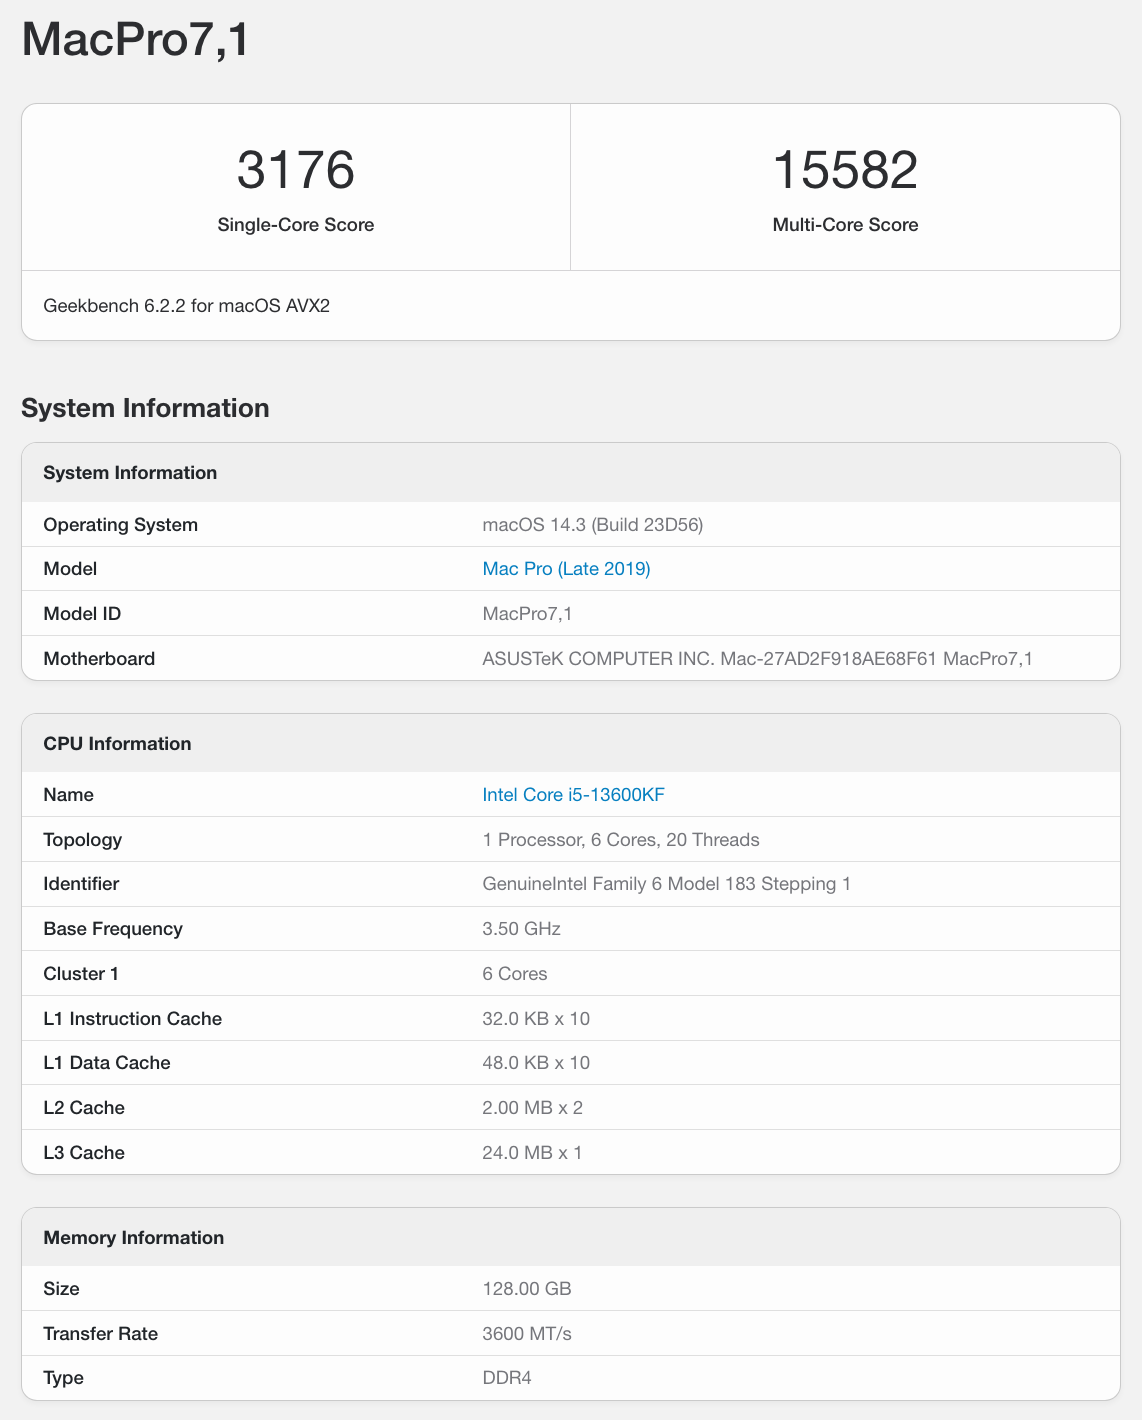 MacPro7,1
3176
Single-Core Score
15582
Multi-Core Score
Geekbench 6.2.2 for macOS AVX2
System Information
System Information
Operating System macOS 14.3 (Build 23D56)
Model Mac Pro (Late 2019)
Model ID MacPro7,1
Motherboard ASUSTeK COMPUTER INC. Mac-27AD2F918AE68F61 MacPro7,1
CPU Information
Name Intel Core i5-13600KF
Topology 1 Processor, 6 Cores, 20 Threads
Identifier GenuineIntel Family 6 Model 183 Stepping 1
Base Frequency 3.50 GHz
Cluster 1 6 Cores
L1 Instruction Cache 32.0 KB x 10
L1 Data Cache 48.0 KB x 10
L2 Cache 2.00 MB x 2
L3 Cache 24.0 MB x 1
Memory Information
Size 128.00 GB
Transfer Rate 3600 MT/s
Type DDR4